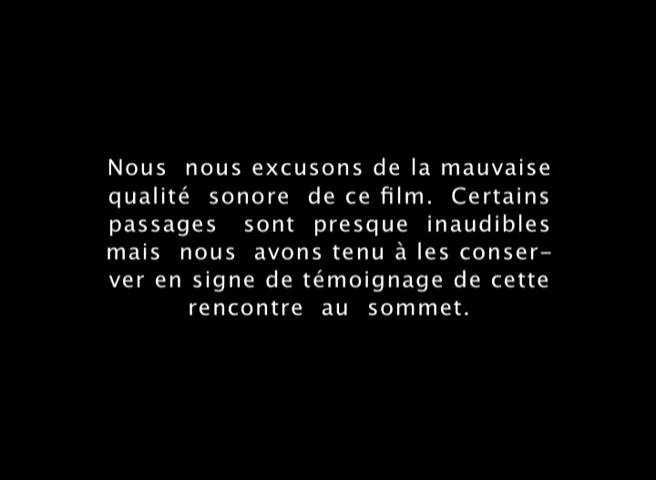 Nous nous excusons de la mauvaise
qualité sonore de ce film. Certains
passages sont presque inaudibles
mais nous avons tenu à les conser-
ver en signe de témoignage de cette
rencontre au sommet.